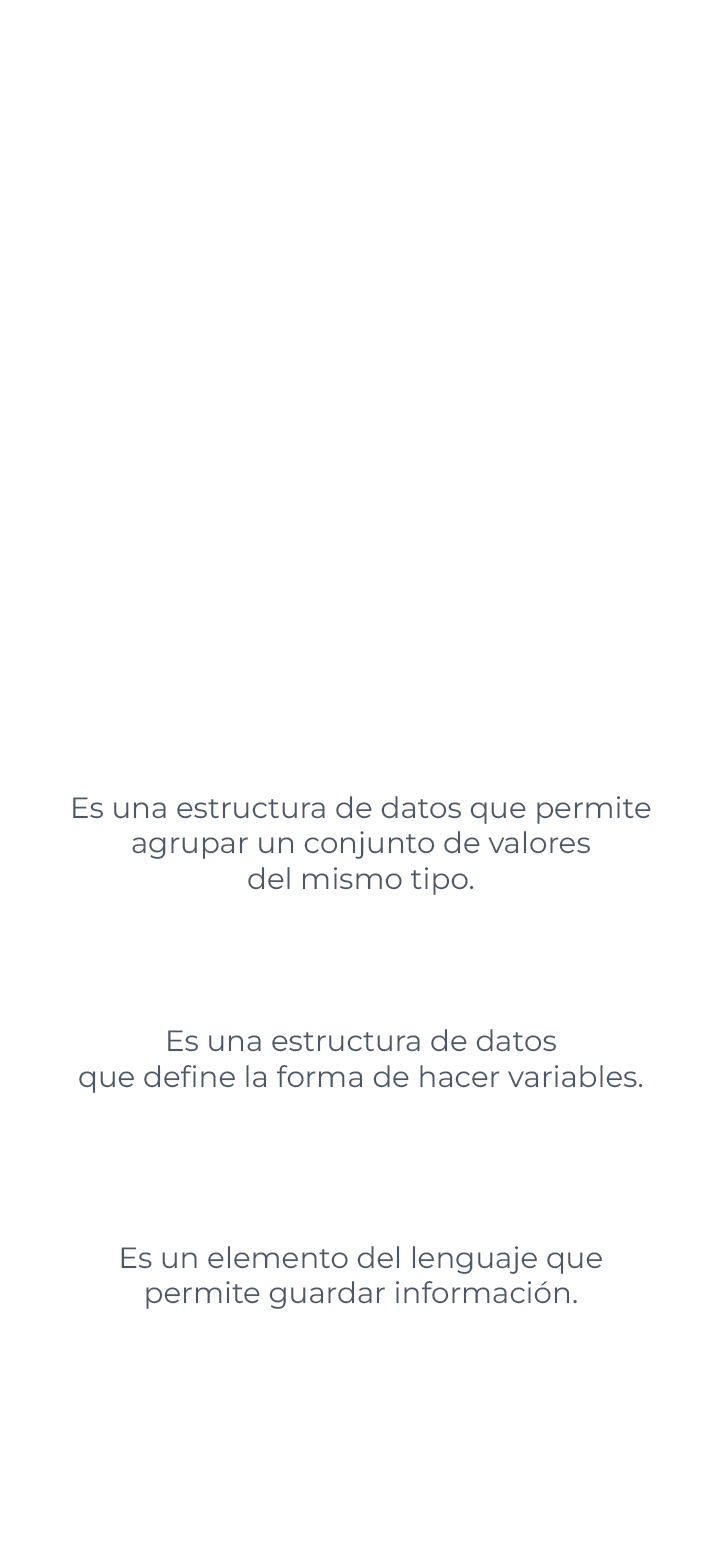 Es una estructura de datos que permite
agrupar un conjunto de valores
del mismo tipo.
Es una estructura de datos
que define la forma de hacer variables.
Es un elemento del lenguaje que
permite guardar información.